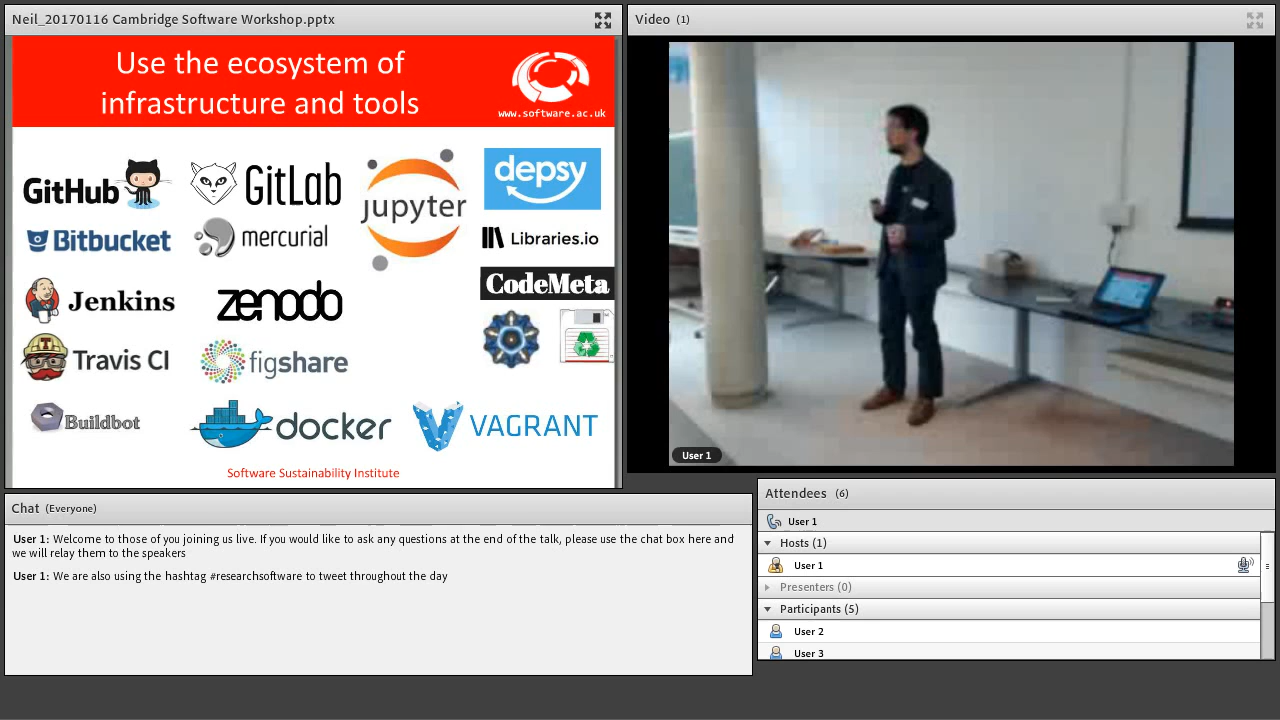 Neil_20170116 Cambridge Software Workshop.pptx
Use the ecosystem of
infrastructure and tools
www.software.ac.uk
GitHub
GitLab
jupyter
depsy
Bitbucket
mercurial
Libraries.io
Jenkins
zenodo
CodeMeta
Travis CI
figshare
Buildbot
docker
VAGRANT
Software Sustainability Institute
Video (1)
User 1
Chat (Everyone)
User 1: Welcome to those of you joining us live. If you would like to ask any questions at the end of the talk, please use the chat box here and
we will relay them to the speakers
User 1: We are also using the hashtag #researchsoftware to tweet throughout the day
Attendees (6)
User 1
Hosts (1)
User 1
Presenters (0)
Participants (5)
User 2
User 3